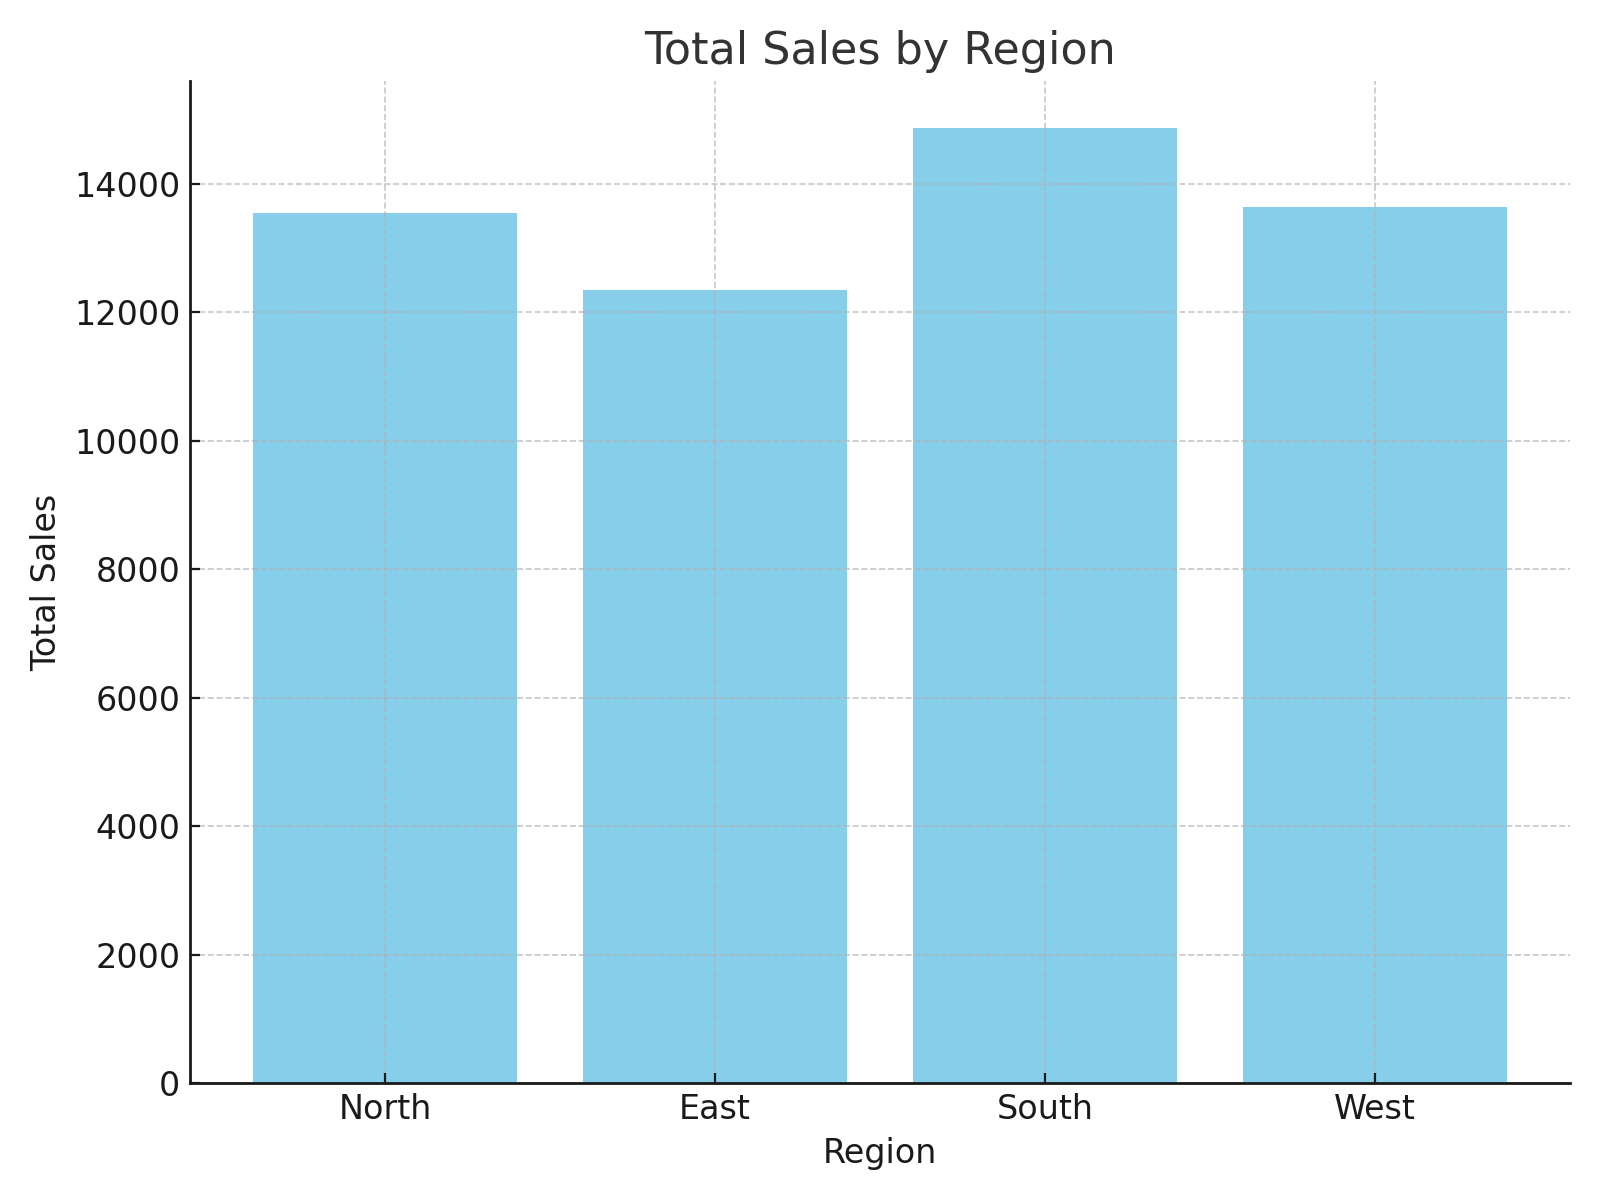 Total Sales by Region
Total Sales
14000
12000
10000
8000
6000
4000
2000
0
North East South West
Region